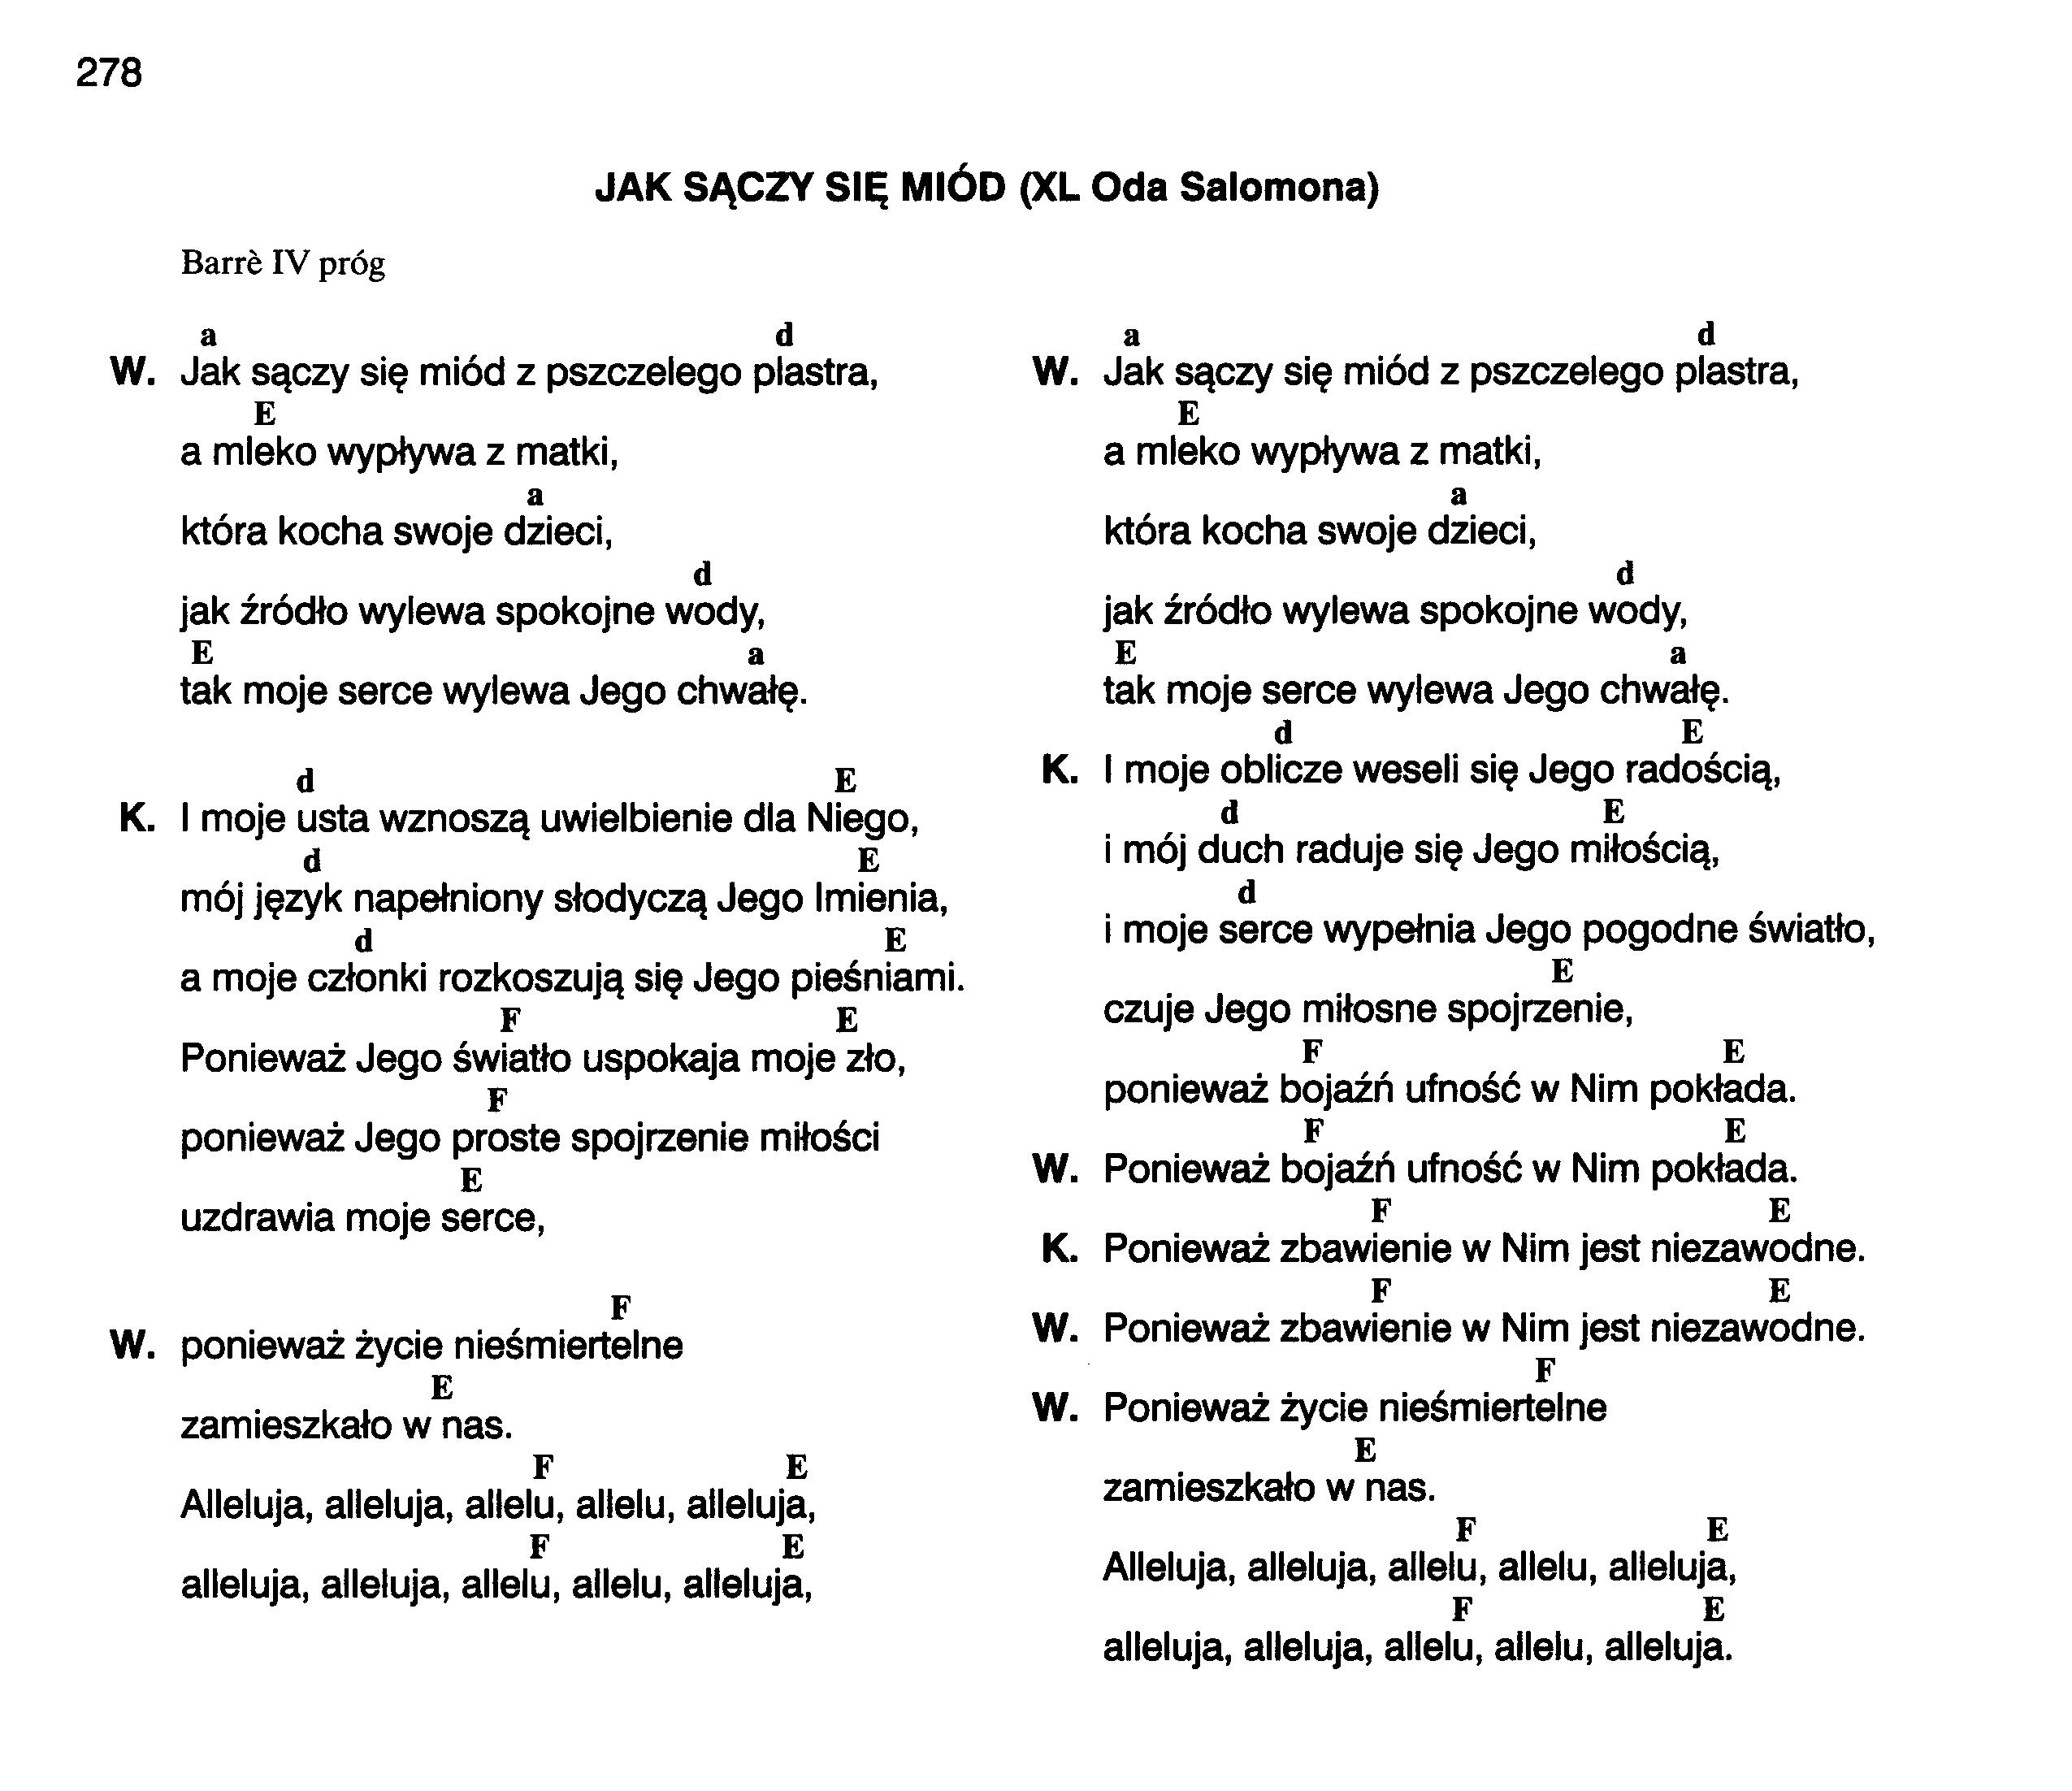 278
JAK SĄCZY SIĘ MIÓD (XL Oda Salomona)
Barrè IV próg
a d
W. Jak sączy się miód z pszczelego plastra,
E
a mleko wypływa z matki,
a
która kocha swoje dzieci,
d
jak źródło wylewa spokojne wody,
E a
tak moje serce wylewa Jego chwałę.
d E
K. I moje usta wznoszą uwielbienie dla Niego,
d E
mój język napełniony słodyczą Jego Imienia,
d E
a moje członki rozkoszują się Jego pieśniami.
F E
Ponieważ Jego światło uspokaja moje zło,
F
ponieważ Jego proste spojrzenie miłości
E
uzdrawia moje serce,
F
W. ponieważ życie nieśmiertelne
E
zamieszkało w nas.
F E
Alleluja, alleluja, allelu, allelu, alleluja,
F E
alleluja, alleluja, allelu, allelu, alleluja,
a d
W. Jak sączy się miód z pszczelego plastra,
E
a mleko wypływa z matki,
a
która kocha swoje dzieci,
d
jak źródło wylewa spokojne wody,
E a
tak moje serce wylewa Jego chwałę.
d E
K. I moje oblicze weseli się Jego radością,
d E
i mój duch raduje się Jego miłością,
d
i moje serce wypełnia Jego pogodne światło,
E
czuje Jego miłosne spojrzenie,
F E
ponieważ bojaźń ufność w Nim pokłada.
F E
W. Ponieważ bojaźń ufność w Nim pokłada.
F E
K. Ponieważ zbawienie w Nim jest niezawodne.
F E
W. Ponieważ zbawienie w Nim jest niezawodne.
F
W. Ponieważ życie nieśmiertelne
E
zamieszkało w nas.
F E
Alleluja, alleluja, allelu, allelu, alleluja,
F E
alleluja, alleluja, allelu, allelu, alleluja.